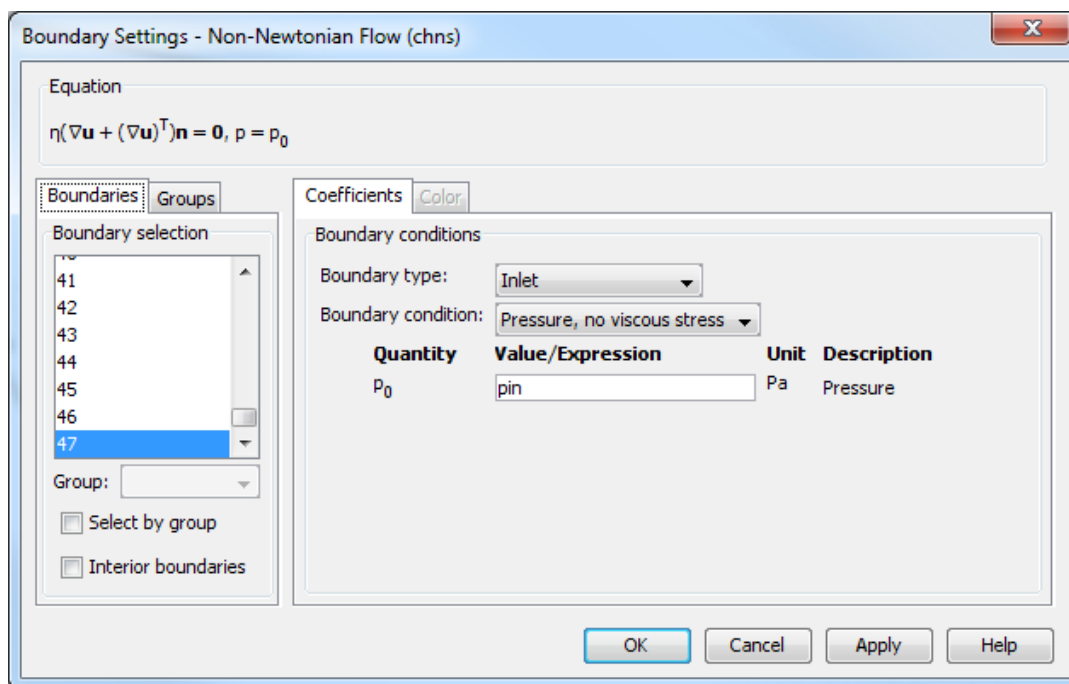 Boundary Settings - Non-Newtonian Flow (chns)
Equation
η(∇u + (∇u)ᵀ)n = 0, p = p₀
Boundaries Groups
Boundary selection
41
42
43
44
45
46
47
Group:
Select by group
Interior boundaries
Coefficients Color
Boundary conditions
Boundary type: Inlet
Boundary condition: Pressure, no viscous stress
Quantity Value/Expression Unit Description
p₀ pin Pa Pressure
OK Cancel Apply Help